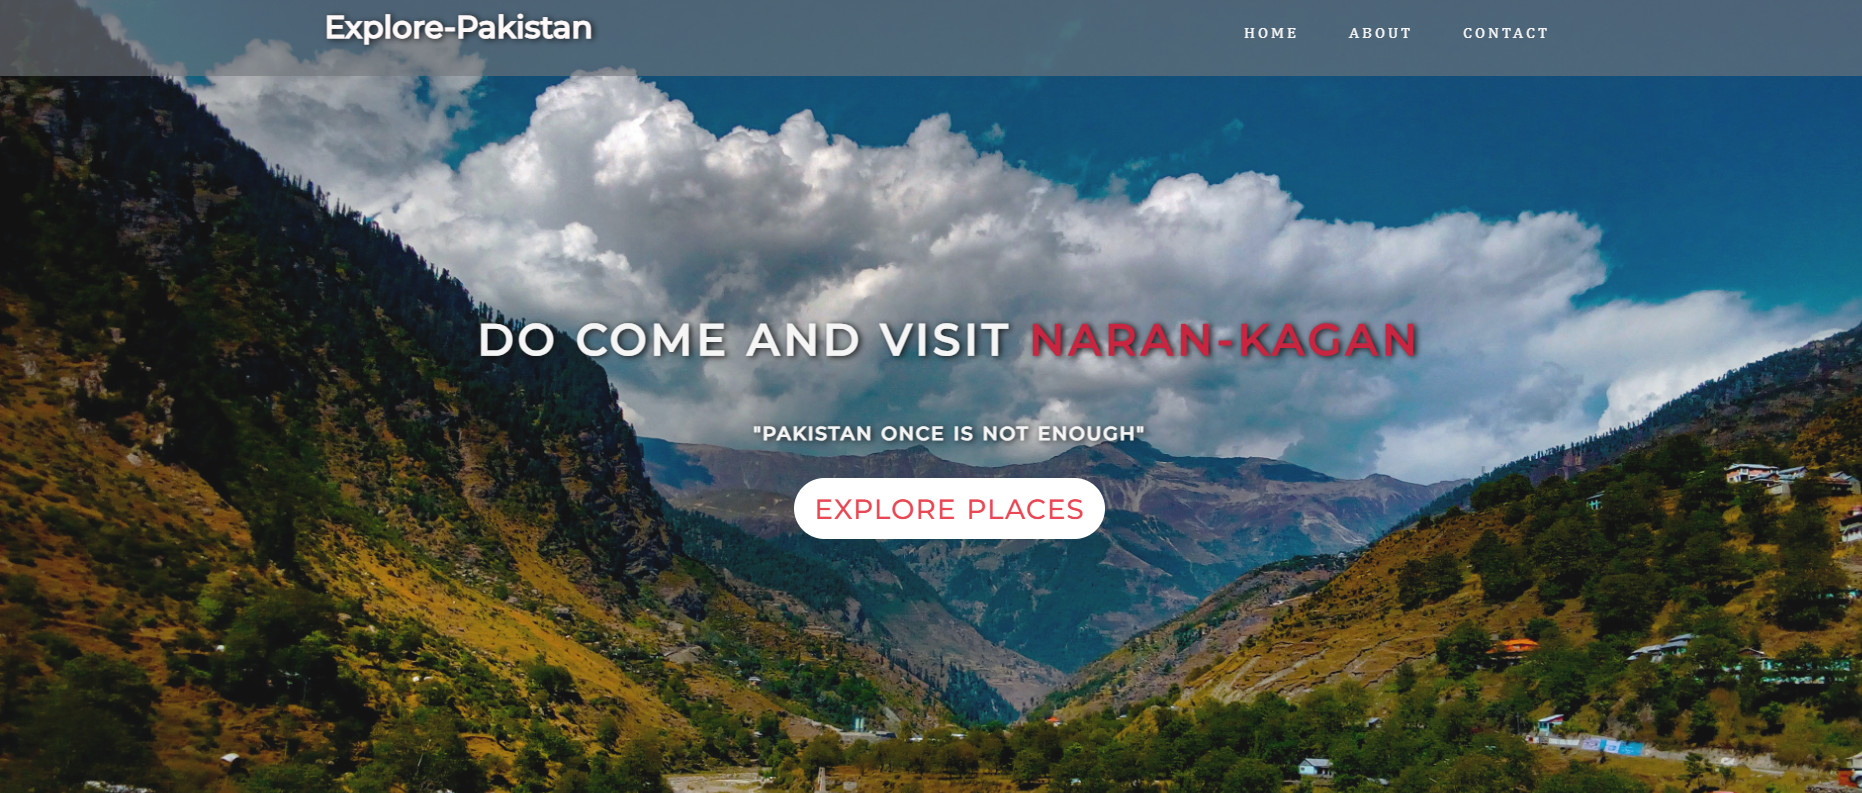 Explore-Pakistan
HOME ABOUT CONTACT
DO COME AND VISIT NARAN-KAGAN
"PAKISTAN ONCE IS NOT ENOUGH"
EXPLORE PLACES